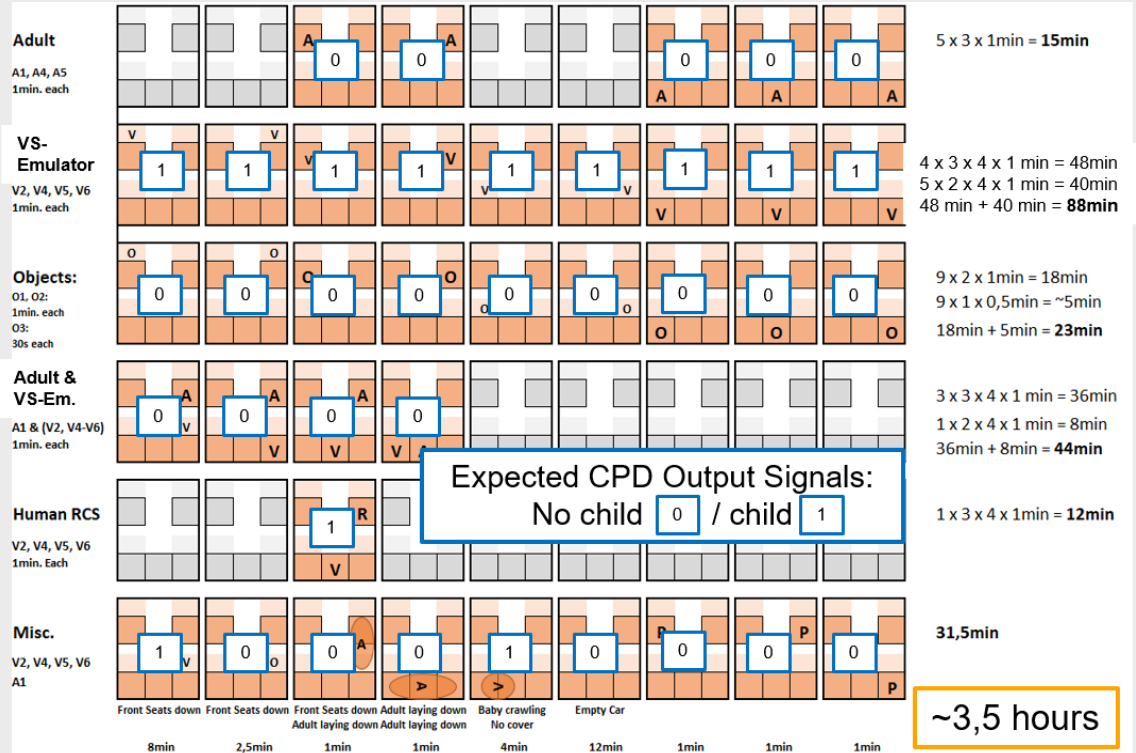 Adult
A1, A4, A5
1min. each
A
0
A
0
0
A
0
A
0
A
5 x 3 x 1min = 15min
VS-
Emulator
V2, V4, V5, V6
1min. each
V
1
V
1
V
1
V
1
V
1
V
1
1
V
1
V
1
V
4 x 3 x 4 x 1 min = 48min
5 x 2 x 4 x 1 min = 40min
48 min + 40 min = 88min
Objects:
O1, O2:
1min. each
O3:
30s each
O
0
O
0
O
0
O
0
O
0
O
0
0
O
0
O
0
O
9 x 2 x 1min = 18min
9 x 1 x 0,5min = ~5min
18min + 5min = 23min
Adult &
VS-Em.
A1 & (V2, V4-V6)
1min. each
A
0
V
A
0
V
A
0
V
0
V
3 x 3 x 4 x 1 min = 36min
1 x 2 x 4 x 1 min = 8min
36min + 8min = 44min
Expected CPD Output Signals:
No child 0 / child 1
Human RCS
V2, V4, V5, V6
1min. Each
R
1
V
1 x 3 x 4 x 1min = 12min
Misc.
V2, V4, V5, V6
A1
1
V
0
O
0
A
0
A
1
V
0
P
0
P
0
0
P
31,5min
Front Seats down
Front Seats down
Front Seats down
Adult laying down
Adult laying down
Adult laying down
Baby crawling
No cover
Empty Car
8min
2,5min
1min
1min
4min
12min
1min
1min
1min
~3,5 hours